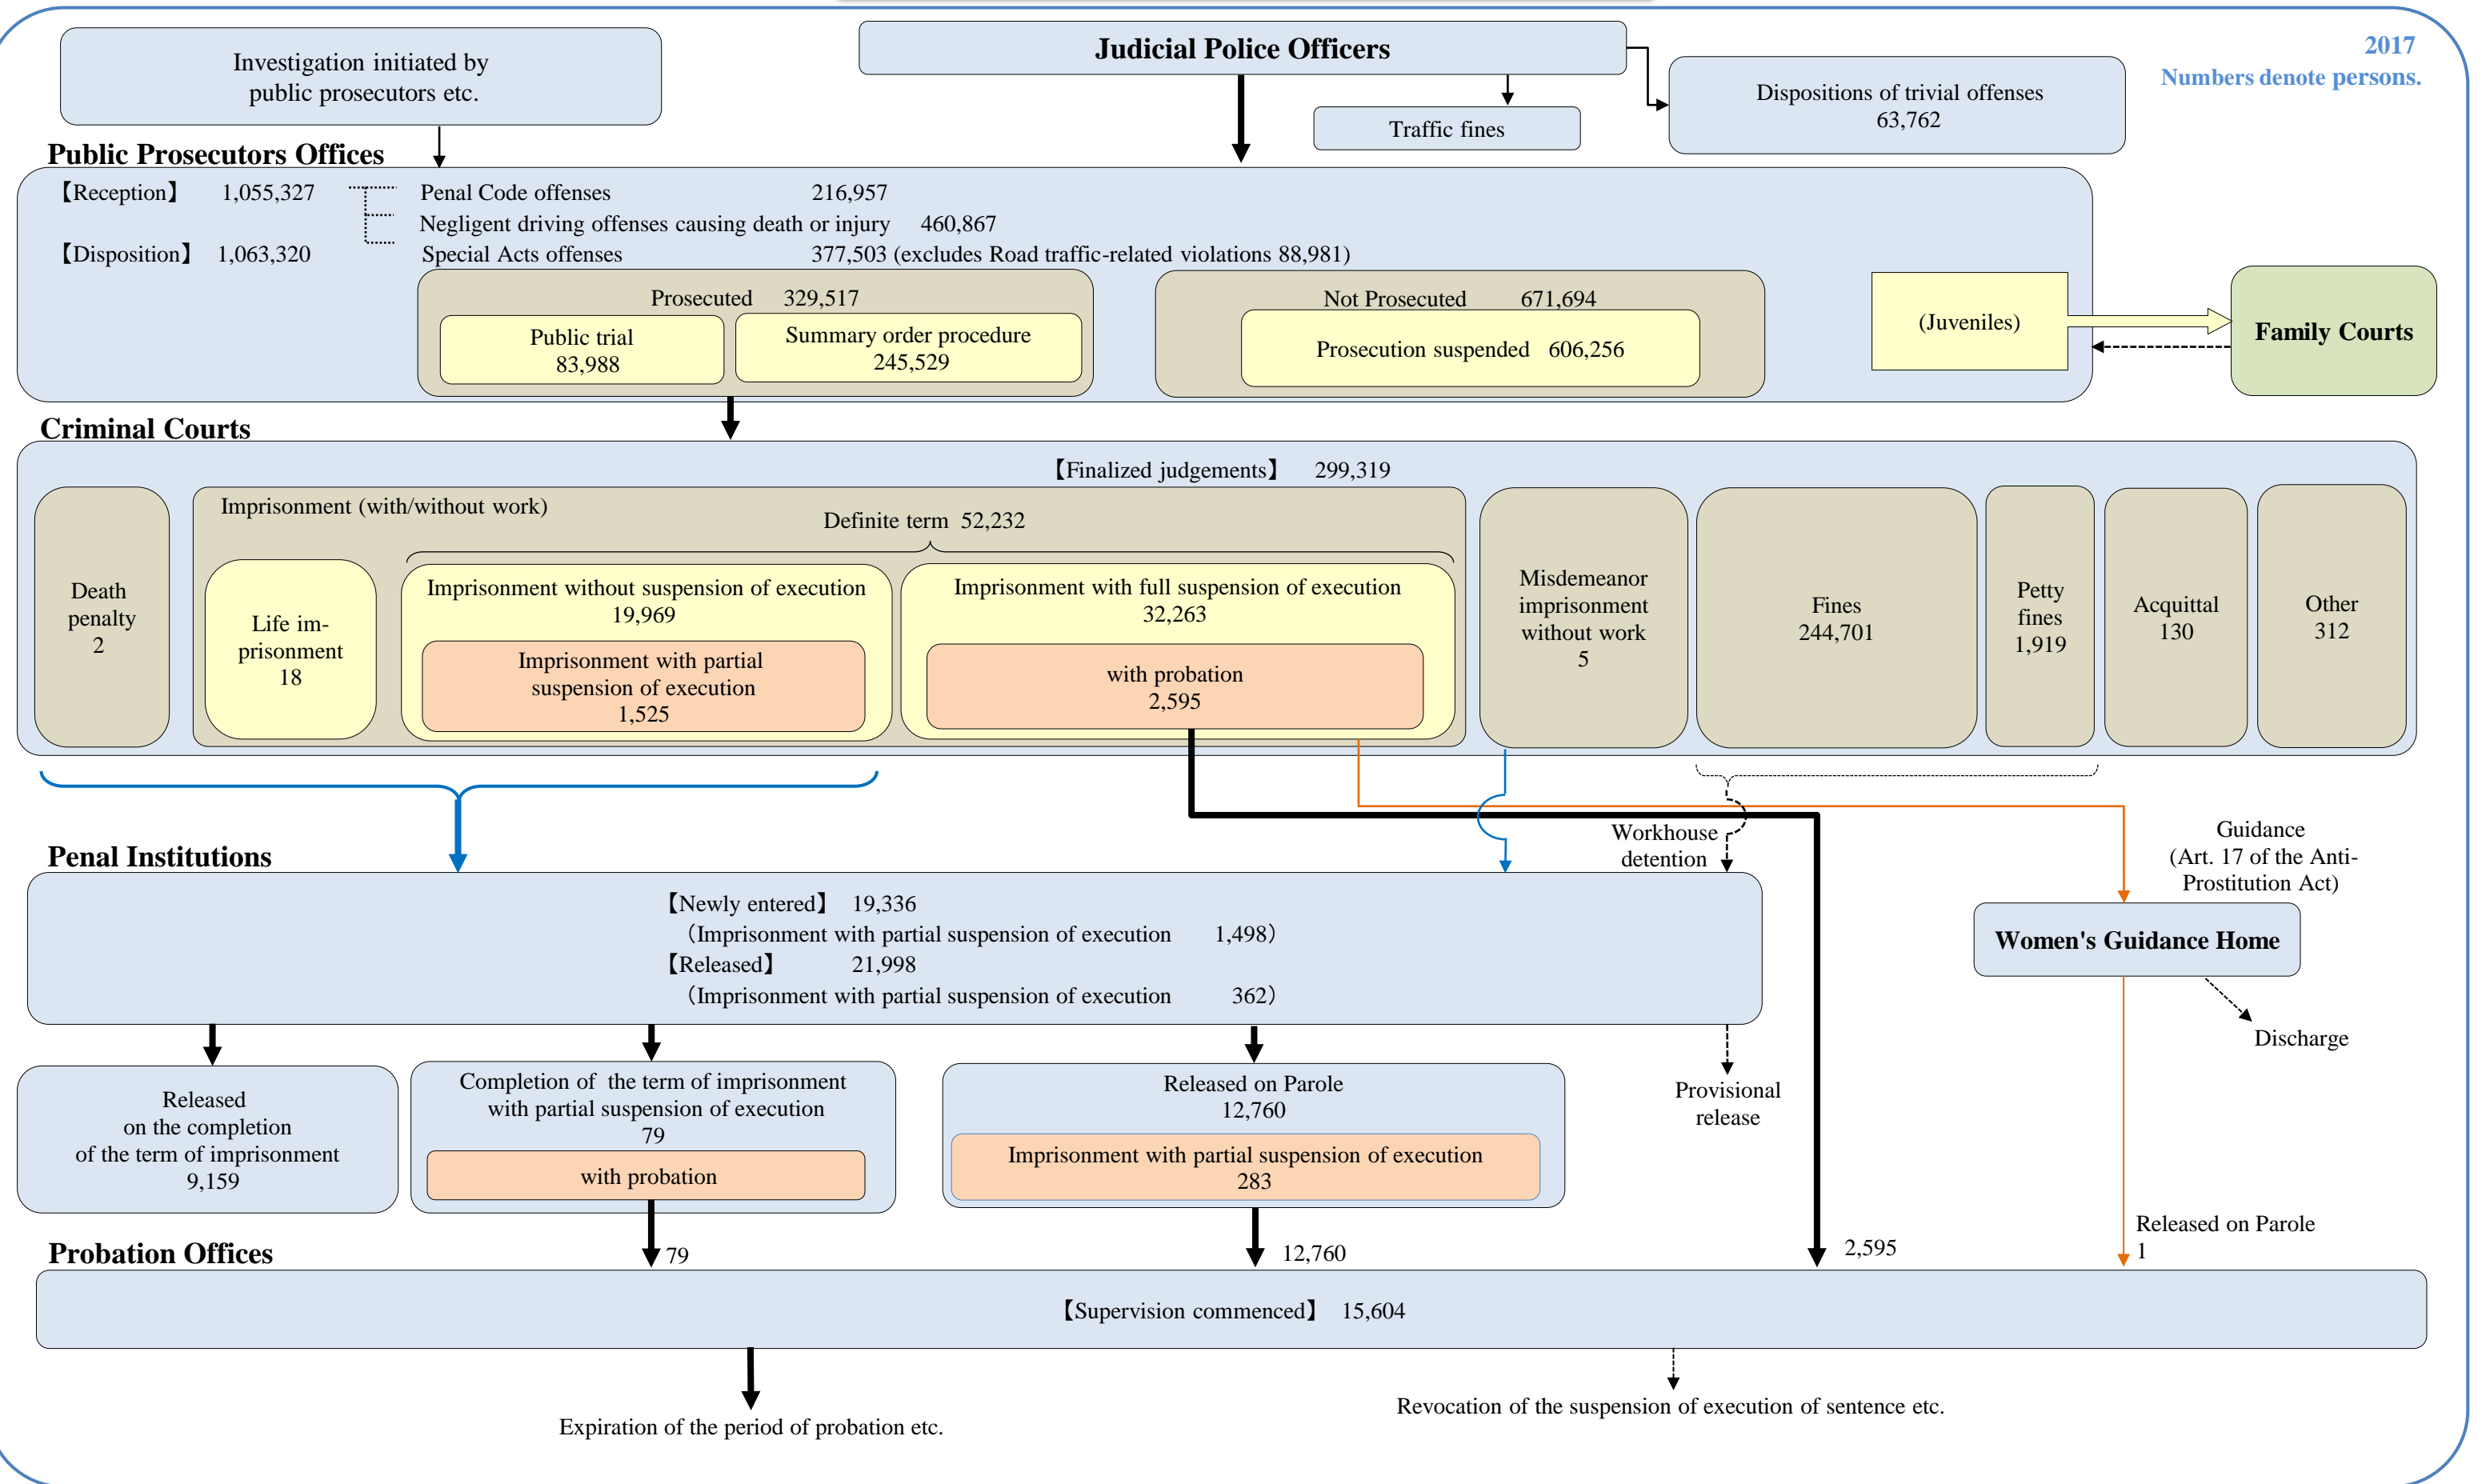 2017
Numbers denote persons.
Investigation initiated by
public prosecutors etc.
Judicial Police Officers
Traffic fines
Dispositions of trivial offenses
63,762
Public Prosecutors Offices
【Reception】 1,055,327
Penal Code offenses 216,957
Negligent driving offenses causing death or injury 460,867
【Disposition】 1,063,320
Special Acts offenses 377,503 (excludes Road traffic-related violations 88,981)
Prosecuted 329,517
Public trial
83,988
Summary order procedure
245,529
Not Prosecuted 671,694
Prosecution suspended 606,256
(Juveniles)
Family Courts
Criminal Courts
【Finalized judgements】 299,319
Death
penalty
2
Imprisonment (with/without work)
Definite term 52,232
Life im-
prisonment
18
Imprisonment without suspension of execution
19,969
Imprisonment with partial
suspension of execution
1,525
Imprisonment with full suspension of execution
32,263
with probation
2,595
Misdemeanor
imprisonment
without work
5
Fines
244,701
Petty
fines
1,919
Acquittal
130
Other
312
Workhouse
detention
Guidance
(Art. 17 of the Anti-
Prostitution Act)
Penal Institutions
【Newly entered】 19,336
（Imprisonment with partial suspension of execution 1,498）
【Released】 21,998
（Imprisonment with partial suspension of execution 362）
Women's Guidance Home
Discharge
Released
on the completion
of the term of imprisonment
9,159
Completion of the term of imprisonment
with partial suspension of execution
79
with probation
Released on Parole
12,760
Imprisonment with partial suspension of execution
283
Provisional
release
Probation Offices
79
12,760
2,595
Released on Parole
1
【Supervision commenced】 15,604
Expiration of the period of probation etc.
Revocation of the suspension of execution of sentence etc.